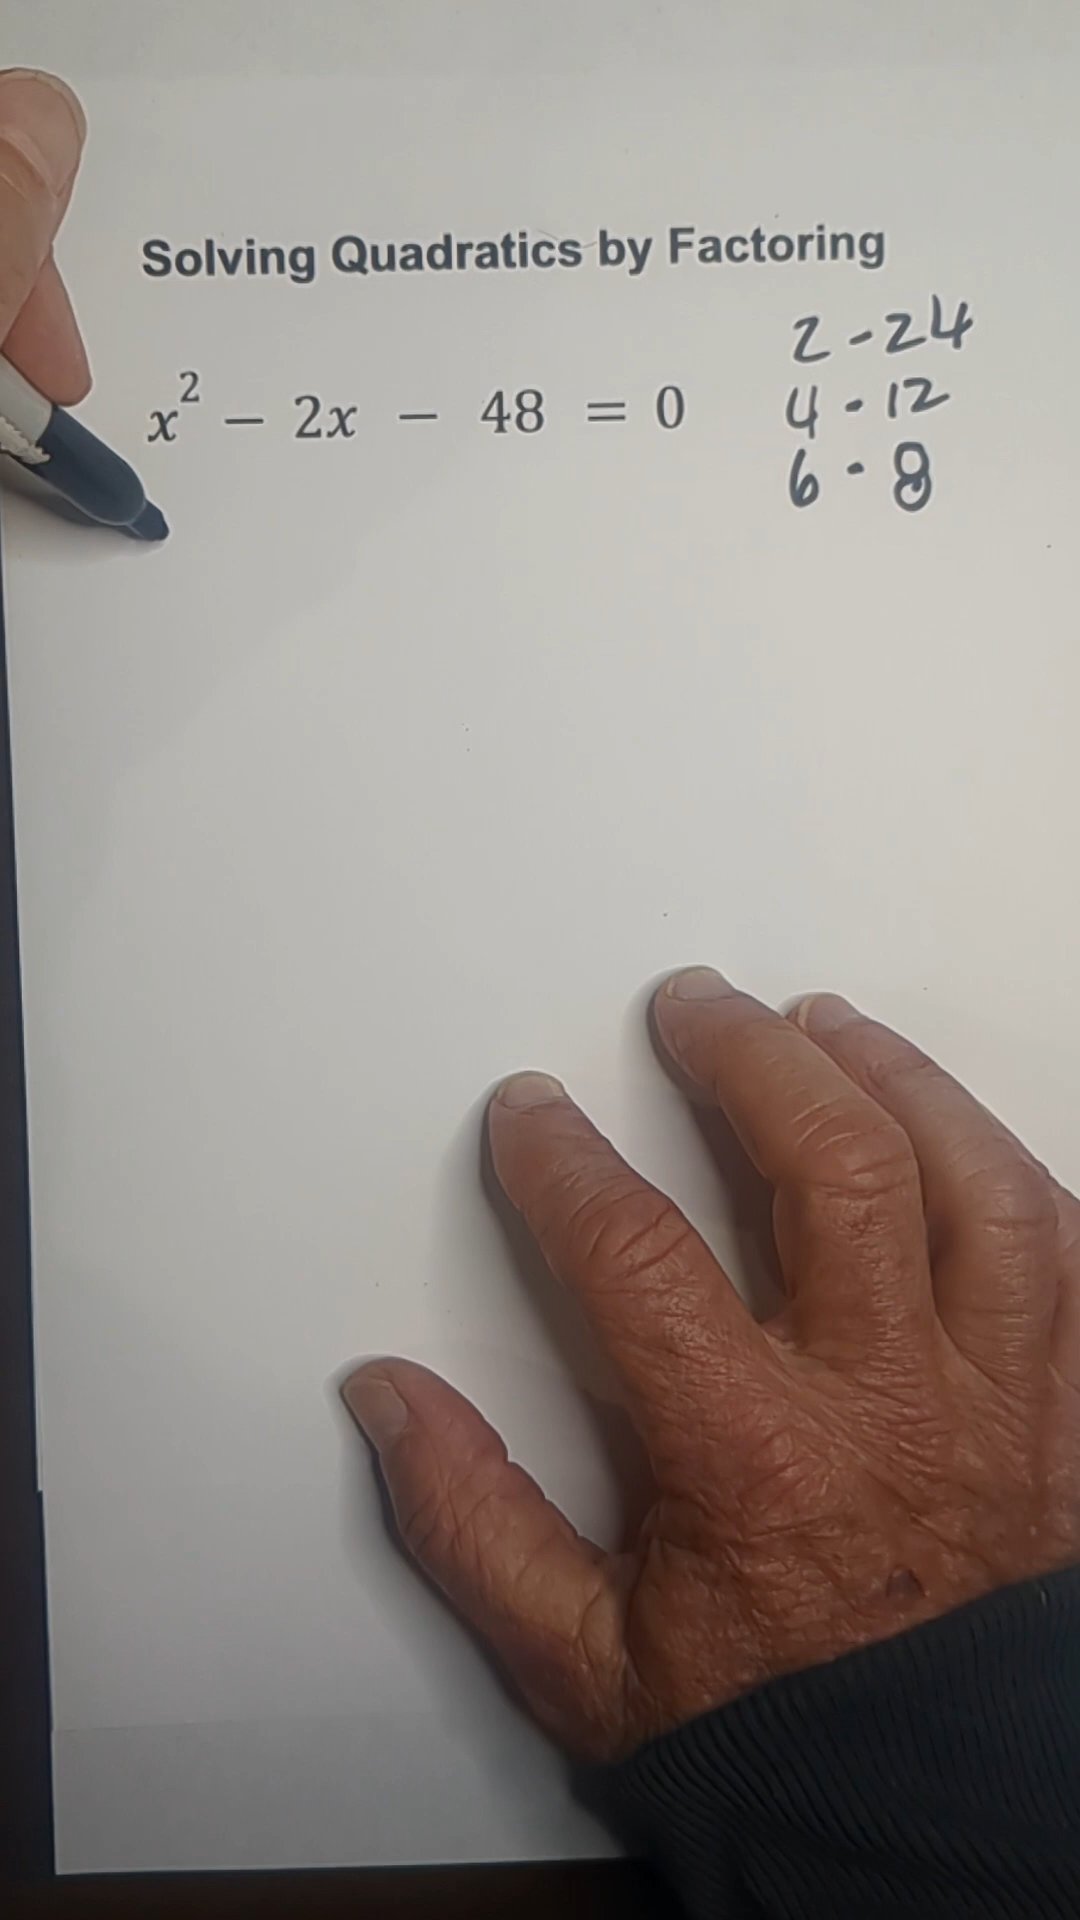 Solving Quadratics by Factoring
x² − 2x − 48 = 0
2 - 24
4 - 12
6 - 8